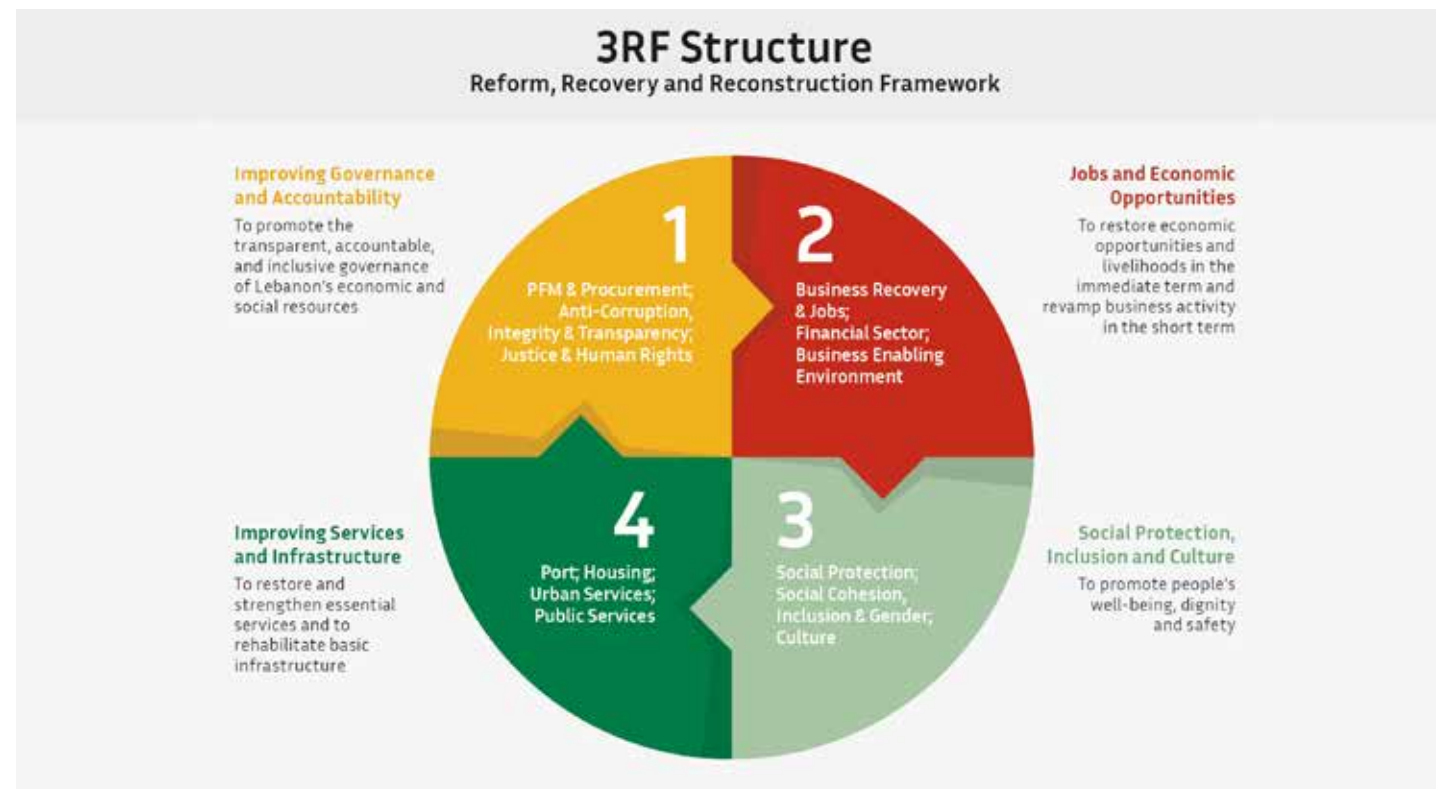 3RF Structure
Reform, Recovery and Reconstruction Framework
Improving Governance
and Accountability
To promote the
transparent, accountable,
and inclusive governance
of Lebanon's economic and
social resources
1
PFM & Procurement;
Anti-Corruption,
Integrity & Transparency;
Justice & Human Rights
2
Business Recovery
& Jobs;
Financial Sector;
Business Enabling
Environment
Jobs and Economic
Opportunities
To restore economic
opportunities and
livelihoods in the
immediate term and
revamp business activity
in the short term
Improving Services
and Infrastructure
To restore and
strengthen essential
services and to
rehabilitate basic
infrastructure
4
Port; Housing;
Urban Services;
Public Services
3
Social Protection;
Social Cohesion,
Inclusion & Gender;
Culture
Social Protection,
Inclusion and Culture
To promote people's
well-being, dignity
and safety